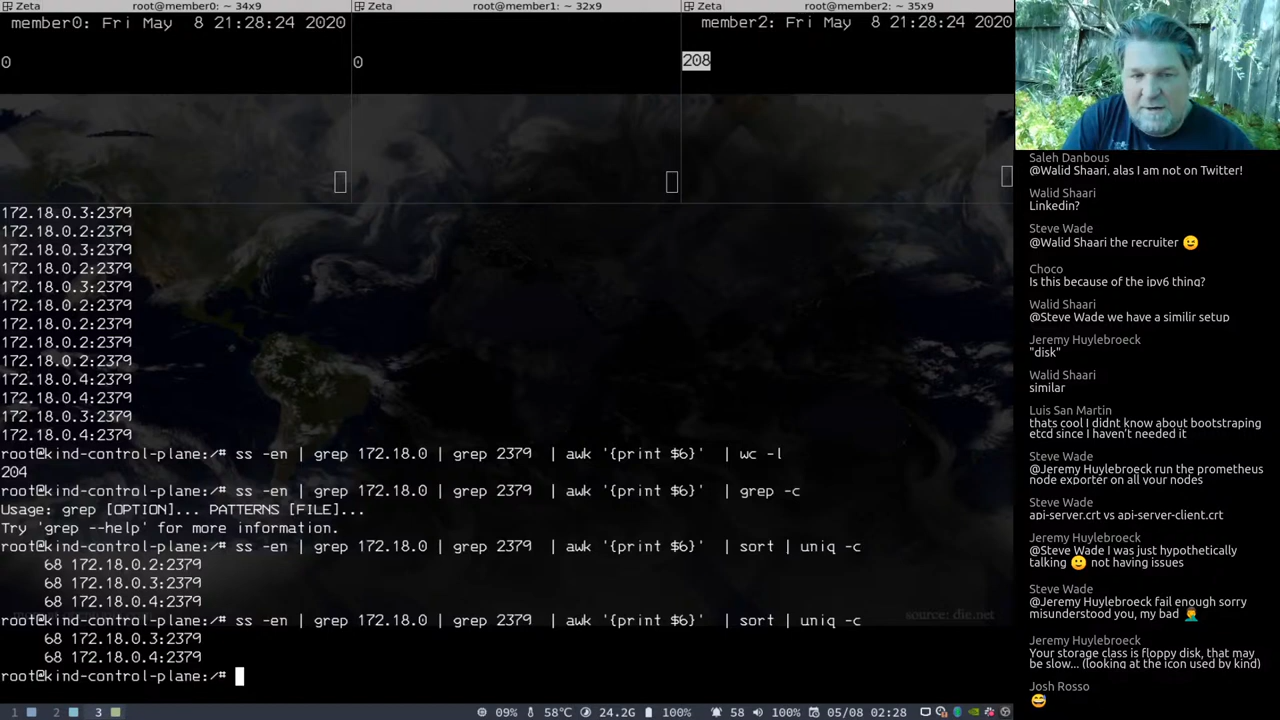 Zeta
root@member0: ~ 34x9
Zeta
root@member1: ~ 32x9
Zeta
root@member2: ~ 35x9
member0: Fri May 8 21:28:24 2020
member1: Fri May 8 21:28:24 2020
member2: Fri May 8 21:28:24 2020
0
0
208
172.18.0.3:2379
172.18.0.2:2379
172.18.0.3:2379
172.18.0.2:2379
172.18.0.3:2379
172.18.0.2:2379
172.18.0.2:2379
172.18.0.2:2379
172.18.0.2:2379
172.18.0.4:2379
172.18.0.4:2379
172.18.0.3:2379
172.18.0.4:2379
root@kind-control-plane:/# ss -en | grep 172.18.0 | grep 2379 | awk '{print $6}' | wc -l
204
root@kind-control-plane:/# ss -en | grep 172.18.0 | grep 2379 | awk '{print $6}' | grep -c
Usage: grep [OPTION]... PATTERNS [FILE]...
Try 'grep --help' for more information.
root@kind-control-plane:/# ss -en | grep 172.18.0 | grep 2379 | awk '{print $6}' | sort | uniq -c
68 172.18.0.2:2379
68 172.18.0.3:2379
68 172.18.0.4:2379
source: die.net
root@kind-control-plane:/# ss -en | grep 172.18.0 | grep 2379 | awk '{print $6}' | sort | uniq -c
68 172.18.0.3:2379
68 172.18.0.4:2379
root@kind-control-plane:/#
1 2 3
09% 58°C 24.2G 100% 58 100% 05/08 02:28
Saleh Danbous
@Walid Shaari, alas I am not on Twitter!
Walid Shaari
Linkedin?
Steve Wade
@Walid Shaari the recruiter 😉
Choco
Is this because of the ipv6 thing?
Walid Shaari
@Steve Wade we have a similir setup
Jeremy Huylebroeck
"disk"
Walid Shaari
similar
Luis San Martin
thats cool I didnt know about bootstraping
etcd since I haven't needed it
Steve Wade
@Jeremy Huylebroeck run the prometheus
node exporter on all your nodes
Steve Wade
api-server.crt vs api-server-client.crt
Jeremy Huylebroeck
@Steve Wade I was just hypothetically
talking 🙂 not having issues
Steve Wade
@Jeremy Huylebroeck fail enough sorry
misunderstood you, my bad 🤦‍♂️
Jeremy Huylebroeck
Your storage class is floppy disk, that may
be slow... (looking at the icon used by kind)
Josh Rosso
😅